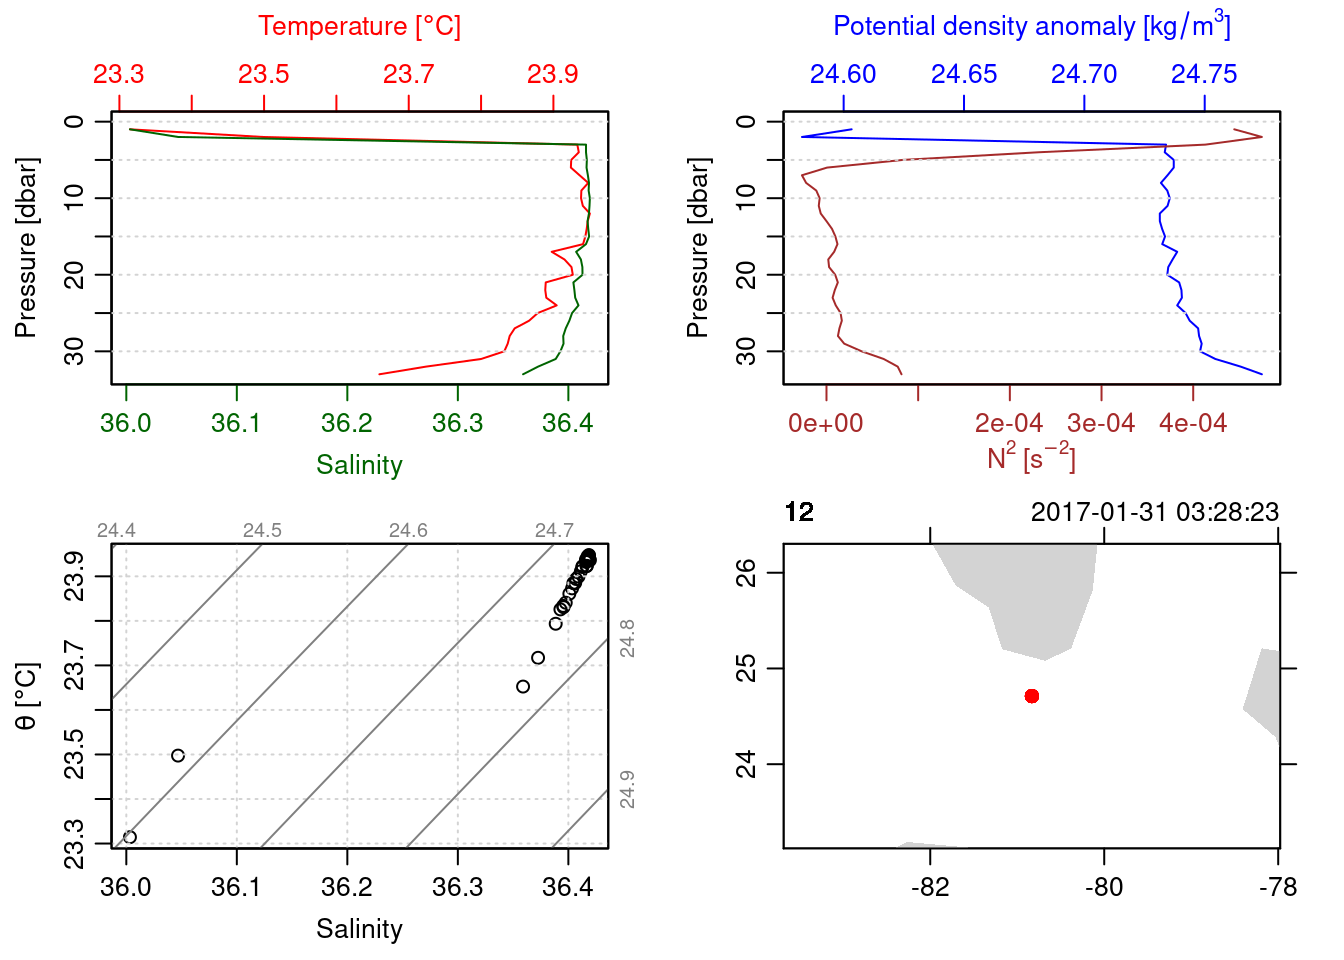 Temperature [°C]
23.3 23.5 23.7 23.9
Pressure [dbar]
0 10 20 30
36.0 36.1 36.2 36.3 36.4
Salinity
Potential density anomaly [kg/m³]
24.60 24.65 24.70 24.75
Pressure [dbar]
0 10 20 30
0e+00 2e-04 3e-04 4e-04
N² [s⁻²]
24.4 24.5 24.6 24.7
24.8
24.9
θ [°C]
23.9 23.7 23.5 23.3
36.0 36.1 36.2 36.3 36.4
Salinity
12 2017-01-31 03:28:23
26
25
24
-82 -80 -78